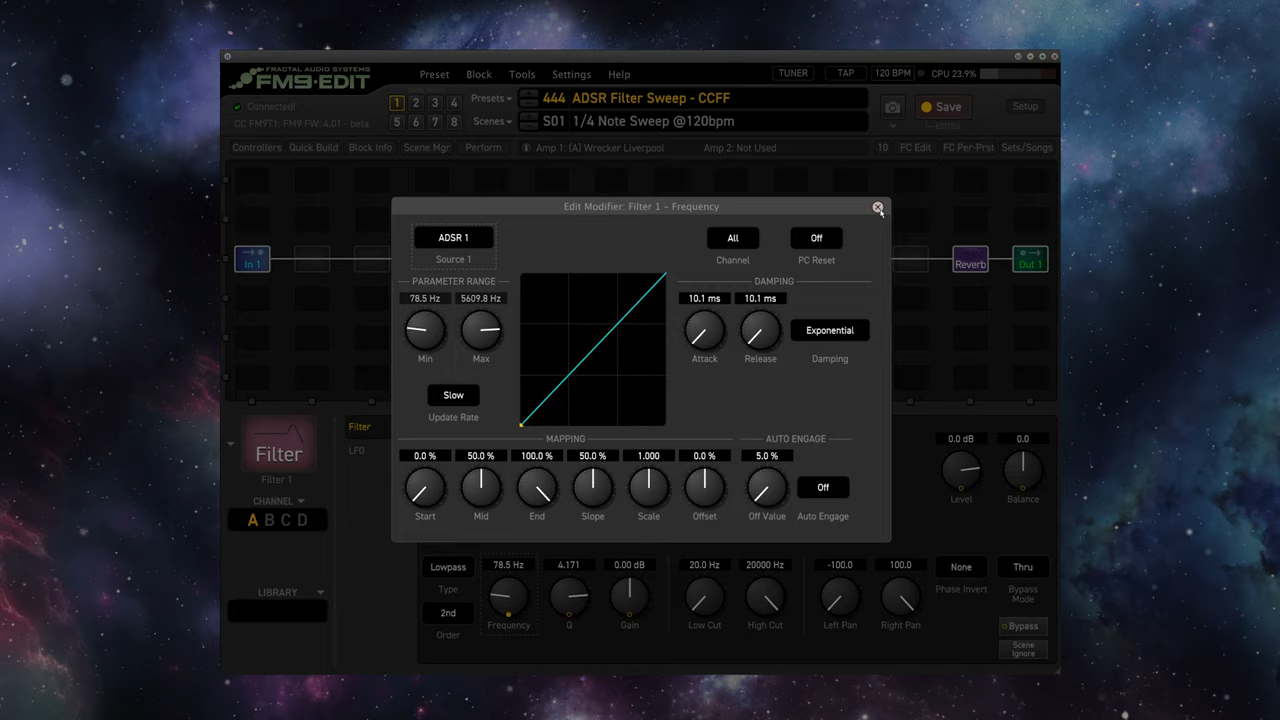 FRACTAL AUDIO SYSTEMS
FM9-EDIT
Preset Block Tools Settings Help
TUNER TAP 120 BPM CPU 23.9%
Connected!
CC FM9T1: FM9 FW: 4.01 - beta
1 2 3 4
5 6 7 8
Presets 444 ADSR Filter Sweep - CCFF
Scenes S01 1/4 Note Sweep @120bpm
Save
EDITED
Setup
Controllers Quick Build Block Info Scene Mgr Perform Amp 1: (A) Wrecker Liverpool Amp 2: Not Used 10 FC Edit FC Per-Prst Sets/Songs
Edit Modifier: Filter 1 – Frequency
ADSR 1
Source 1
All
Channel
Off
PC Reset
In 1
Reverb
Out 1
PARAMETER RANGE
78.5 Hz 5609.8 Hz
Min Max
Slow
Update Rate
DAMPING
10.1 ms 10.1 ms
Exponential
Attack Release Damping
MAPPING
0.0 % 50.0 % 100.0 % 50.0 % 1.000 0.0 %
Start Mid End Slope Scale Offset
AUTO ENGAGE
5.0 %
Off
Off Value Auto Engage
Filter
Filter 1
CHANNEL
A B C D
LIBRARY
Filter
LFO
0.0 dB 0.0
Level Balance
Lowpass
Type
2nd
Order
78.5 Hz 4.171 0.00 dB
Frequency Q Gain
20.0 Hz 20000 Hz
Low Cut High Cut
-100.0 100.0
Left Pan Right Pan
None
Phase Invert
Thru
Bypass
Mode
Bypass
Scene
Ignore